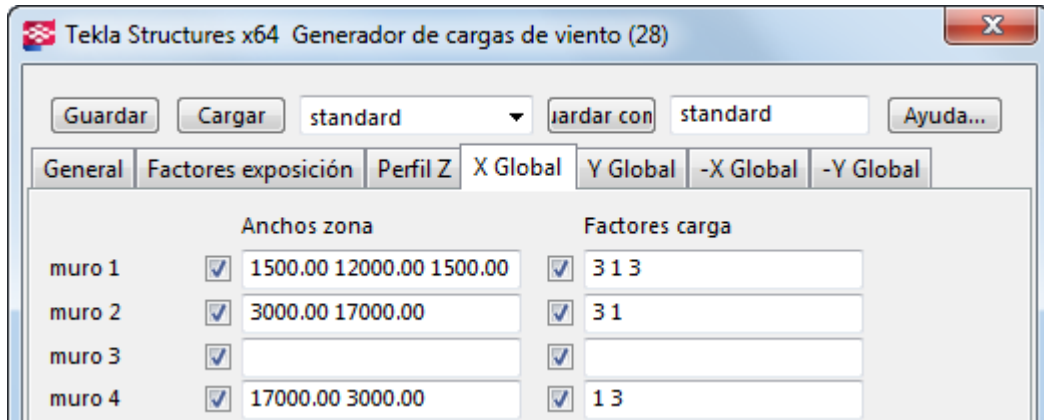 Tekla Structures x64 Generador de cargas de viento (28)
Guardar Cargar standard uardar con standard Ayuda...
General Factores exposición Perfil Z X Global Y Global -X Global -Y Global
Anchos zona Factores carga
muro 1 1500.00 12000.00 1500.00 3 1 3
muro 2 3000.00 17000.00 3 1
muro 3
muro 4 17000.00 3000.00 1 3